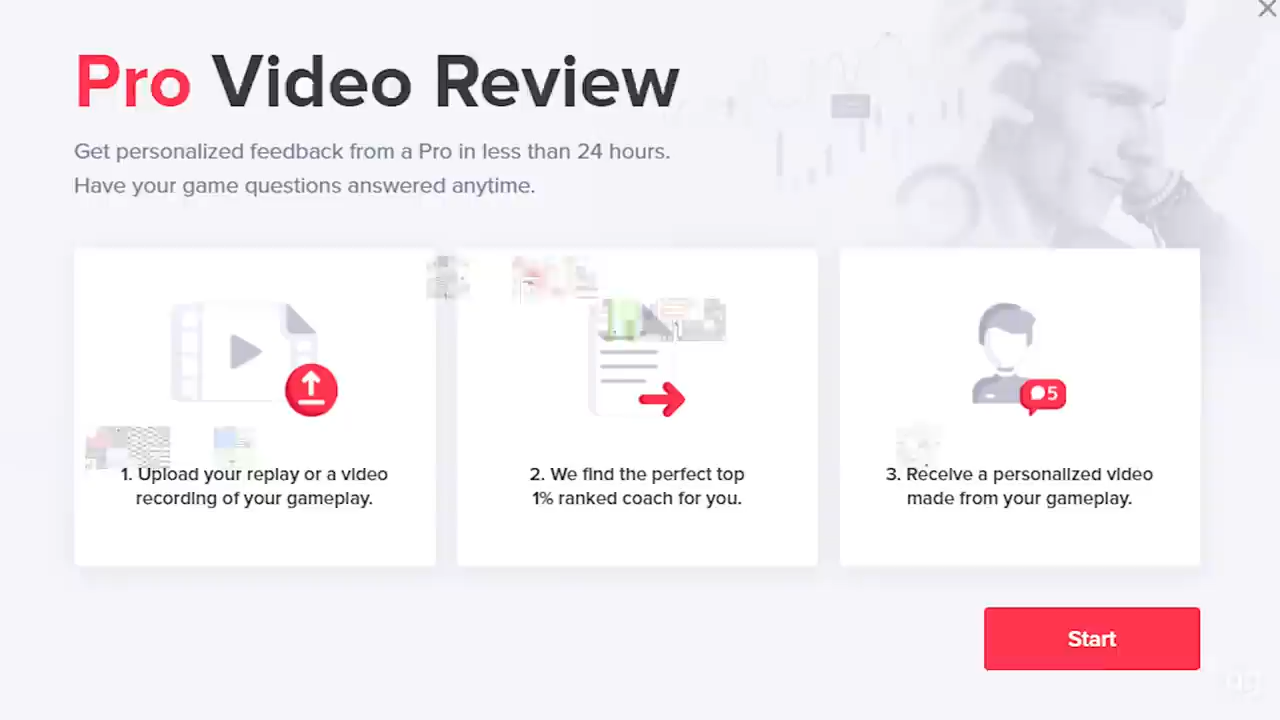 Pro Video Review
Get personalized feedback from a Pro in less than 24 hours.
Have your game questions answered anytime.
1. Upload your replay or a video
recording of your gameplay.
2. We find the perfect top
1% ranked coach for you.
5
3. Receive a personalized video
made from your gameplay.
Start